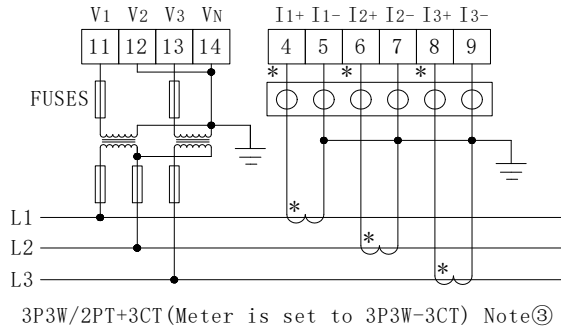 V1 V2 V3 VN I1+ I1- I2+ I2- I3+ I3-
11 12 13 14 4 5 6 7 8 9
* * *
FUSES
*
L1
*
L2
*
L3
3P3W/2PT+3CT(Meter is set to 3P3W-3CT) Note③